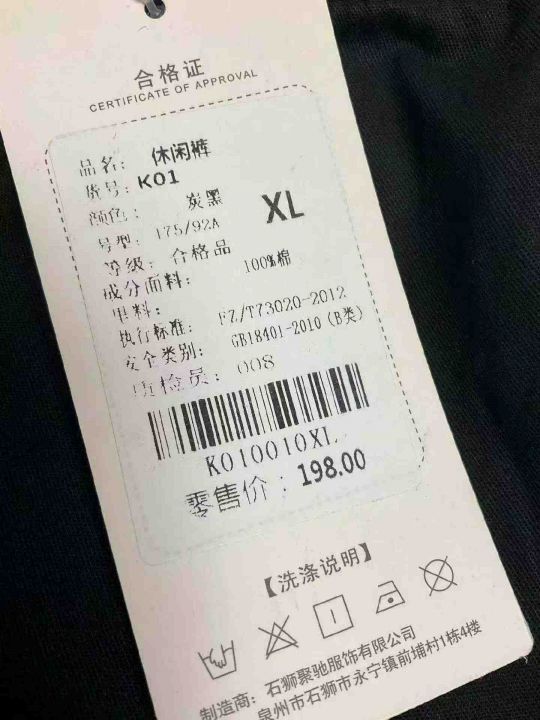 合格证
CERTIFICATE OF APPROVAL
品名： 休闲裤
货号：K01
颜色： 炭黑 XL
号型： 175/92A
等级：合格品
成分面料： 100%棉
里料：
执行标准： FZ/T73020-2012
安全类别： GB18401-2010 (B类)
质检员：008
K010010XL
零售价：198.00
【洗涤说明】
制造商：石狮聚驰服饰有限公司
泉州市石狮市永宁镇前埔村1栋4楼